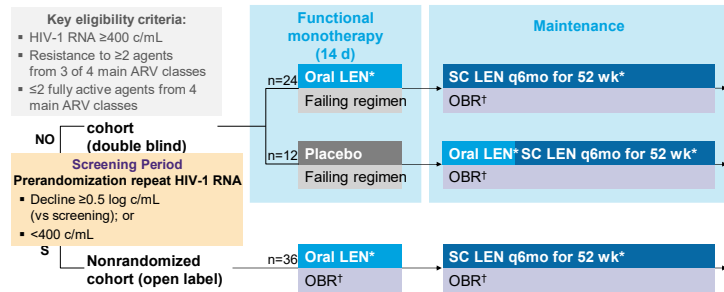 Key eligibility criteria:
▪ HIV-1 RNA ≥400 c/mL
▪ Resistance to ≥2 agents
from 3 of 4 main ARV classes
▪ ≤2 fully active agents from 4
main ARV classes
Functional
monotherapy
(14 d)
Maintenance
n=24
Oral LEN*
Failing regimen
SC LEN q6mo for 52 wk*
OBR†
NO
cohort
(double blind)
n=12
Placebo
Failing regimen
Oral LEN* SC LEN q6mo for 52 wk*
OBR†
Screening Period
Prerandomization repeat HIV-1 RNA
▪ Decline ≥0.5 log c/mL
(vs screening); or
▪ <400 c/mL
S
Nonrandomized
cohort (open label)
n=36
Oral LEN*
OBR†
SC LEN q6mo for 52 wk*
OBR†